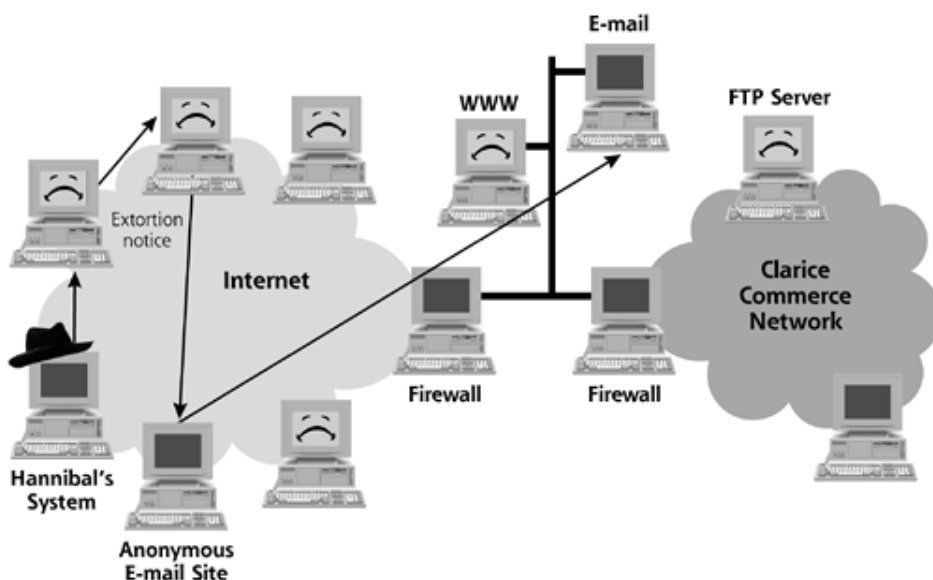 E-mail
WWW
FTP Server
Extortion
notice
Internet
Clarice
Commerce
Network
Firewall
Firewall
Hannibal's
System
Anonymous
E-mail Site